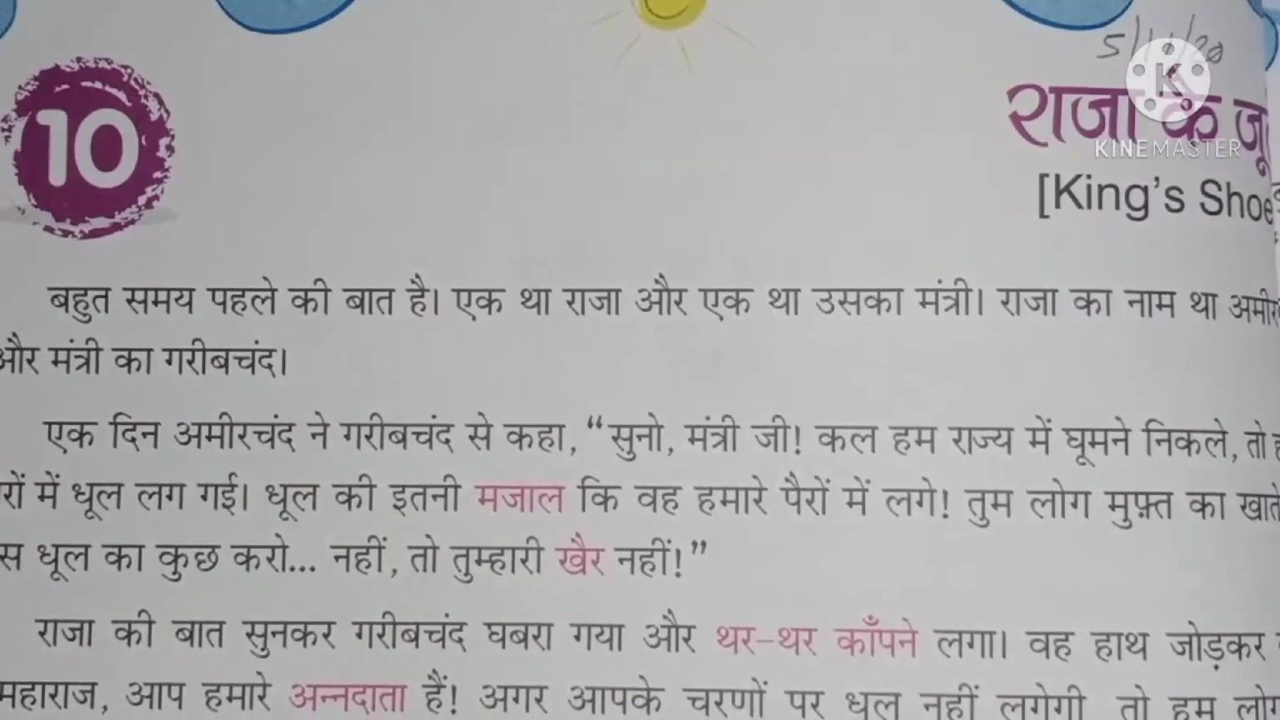 5/11/20
10
राजा के जू
K
KINEMASTER
[King's Shoe
बहुत समय पहले की बात है। एक था राजा और एक था उसका मंत्री। राजा का नाम था
और मंत्री का गरीबचंद।
एक दिन अमीरचंद ने गरीबचंद से कहा, “सुनो, मंत्री जी! कल हम राज्य में घूमने निकले, तो
में धूल लग गई। धूल की इतनी मजाल कि वह हमारे पैरों में लगे! तुम लोग मुफ़्त का खाते
धूल का कुछ करो... नहीं, तो तुम्हारी खैर नहीं!”
राजा की बात सुनकर गरीबचंद घबरा गया और थर-थर काँपने लगा। वह हाथ जोड़कर
महाराज, आप हमारे अन्नदाता हैं! अगर आपके चरणों पर धूल नहीं लगेगी तो हम लोग